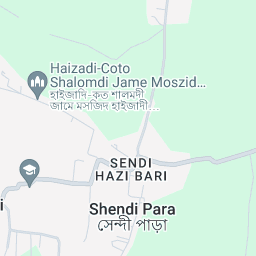 Haizadi-Coto
Shalomdi Jame Moszid...
হাইজাদি-কত শালমদী
জামে মসজিদ হাইজাদী...
SENDI
HAZI BARI
Shendi Para
সেন্দী পাড়া
i